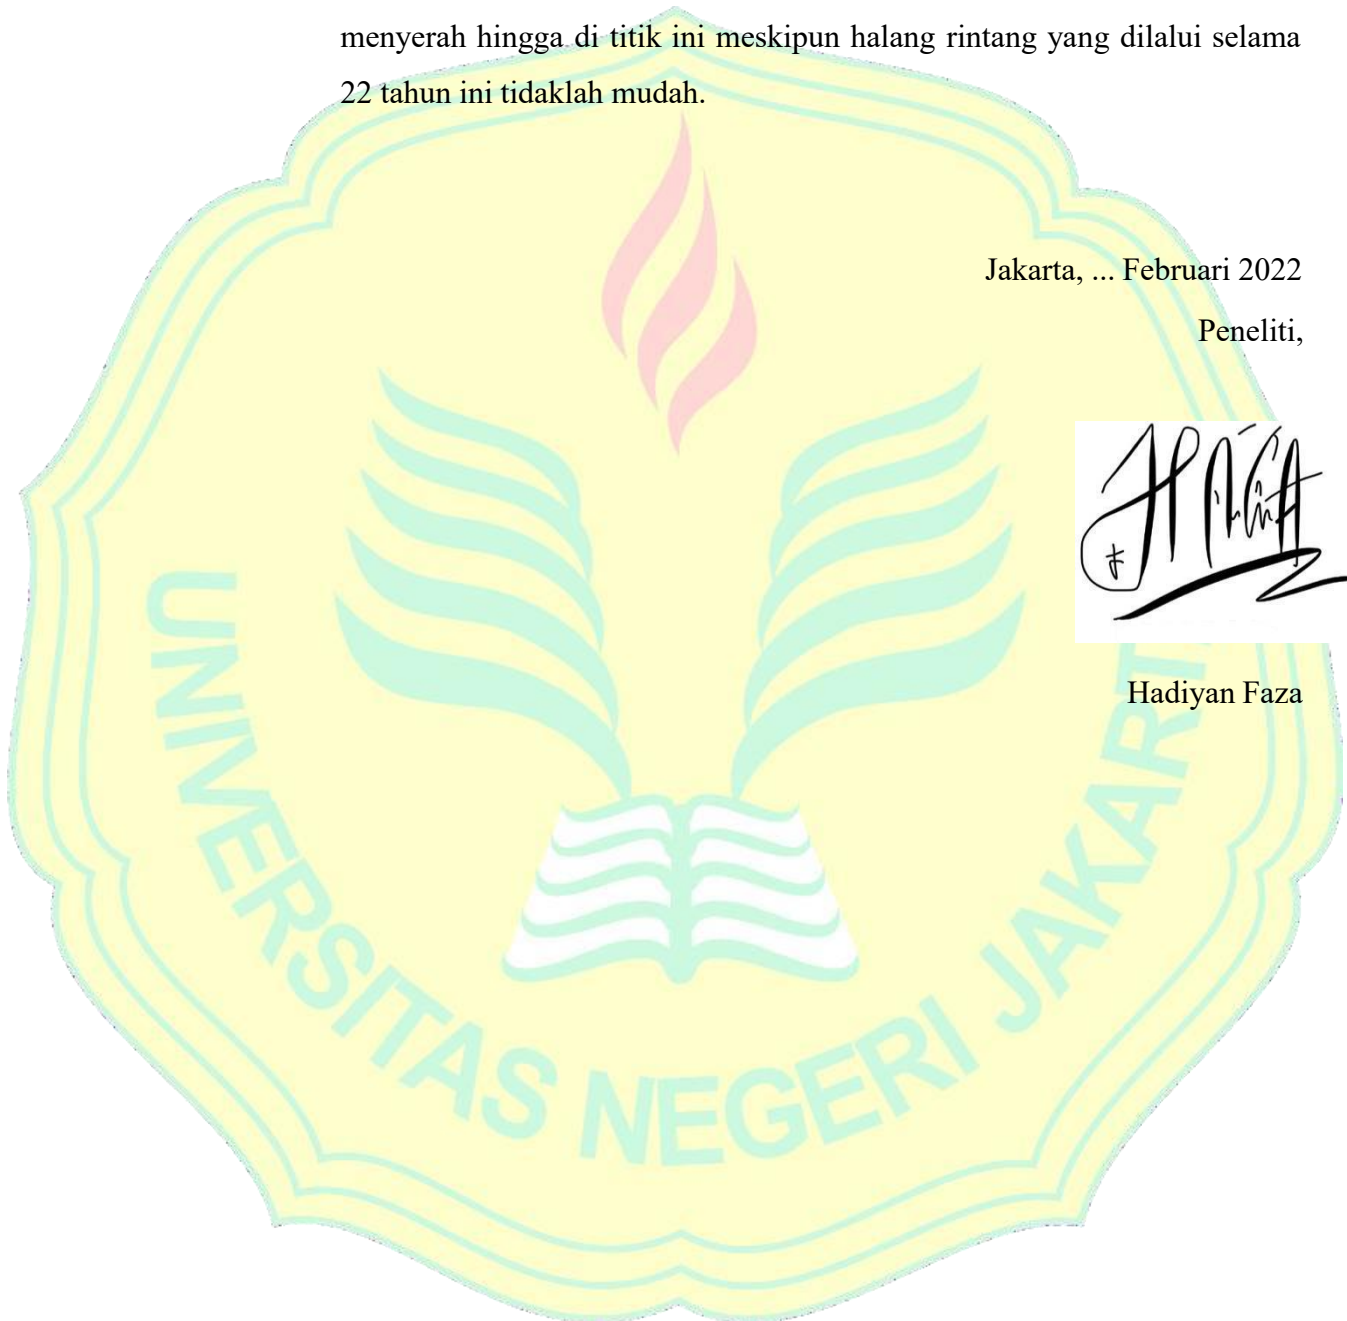 menyerah hingga di titik ini meskipun halang rintang yang dilalui selama
22 tahun ini tidaklah mudah.
Jakarta, ... Februari 2022
Peneliti,
Hadiyan Faza
UNIVERSITAS NEGERI JAKART